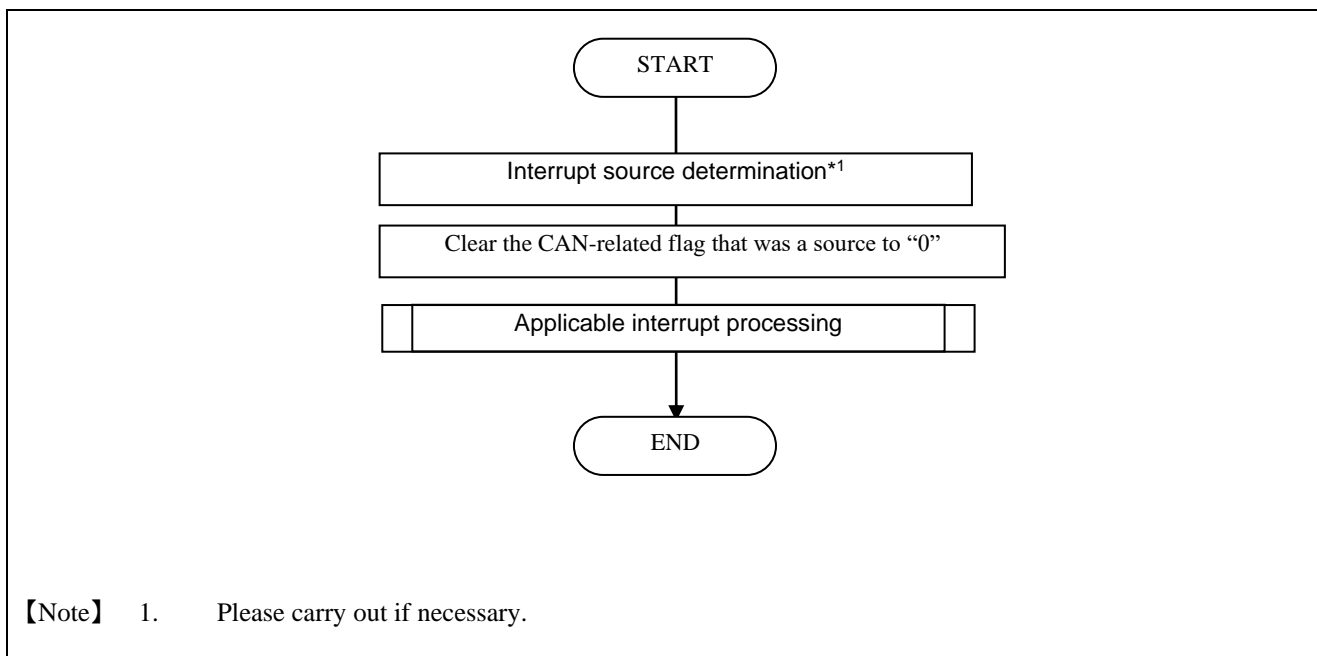 START
Interrupt source determination*1
Clear the CAN-related flag that was a source to “0”
Applicable interrupt processing
END
【Note】 1. Please carry out if necessary.